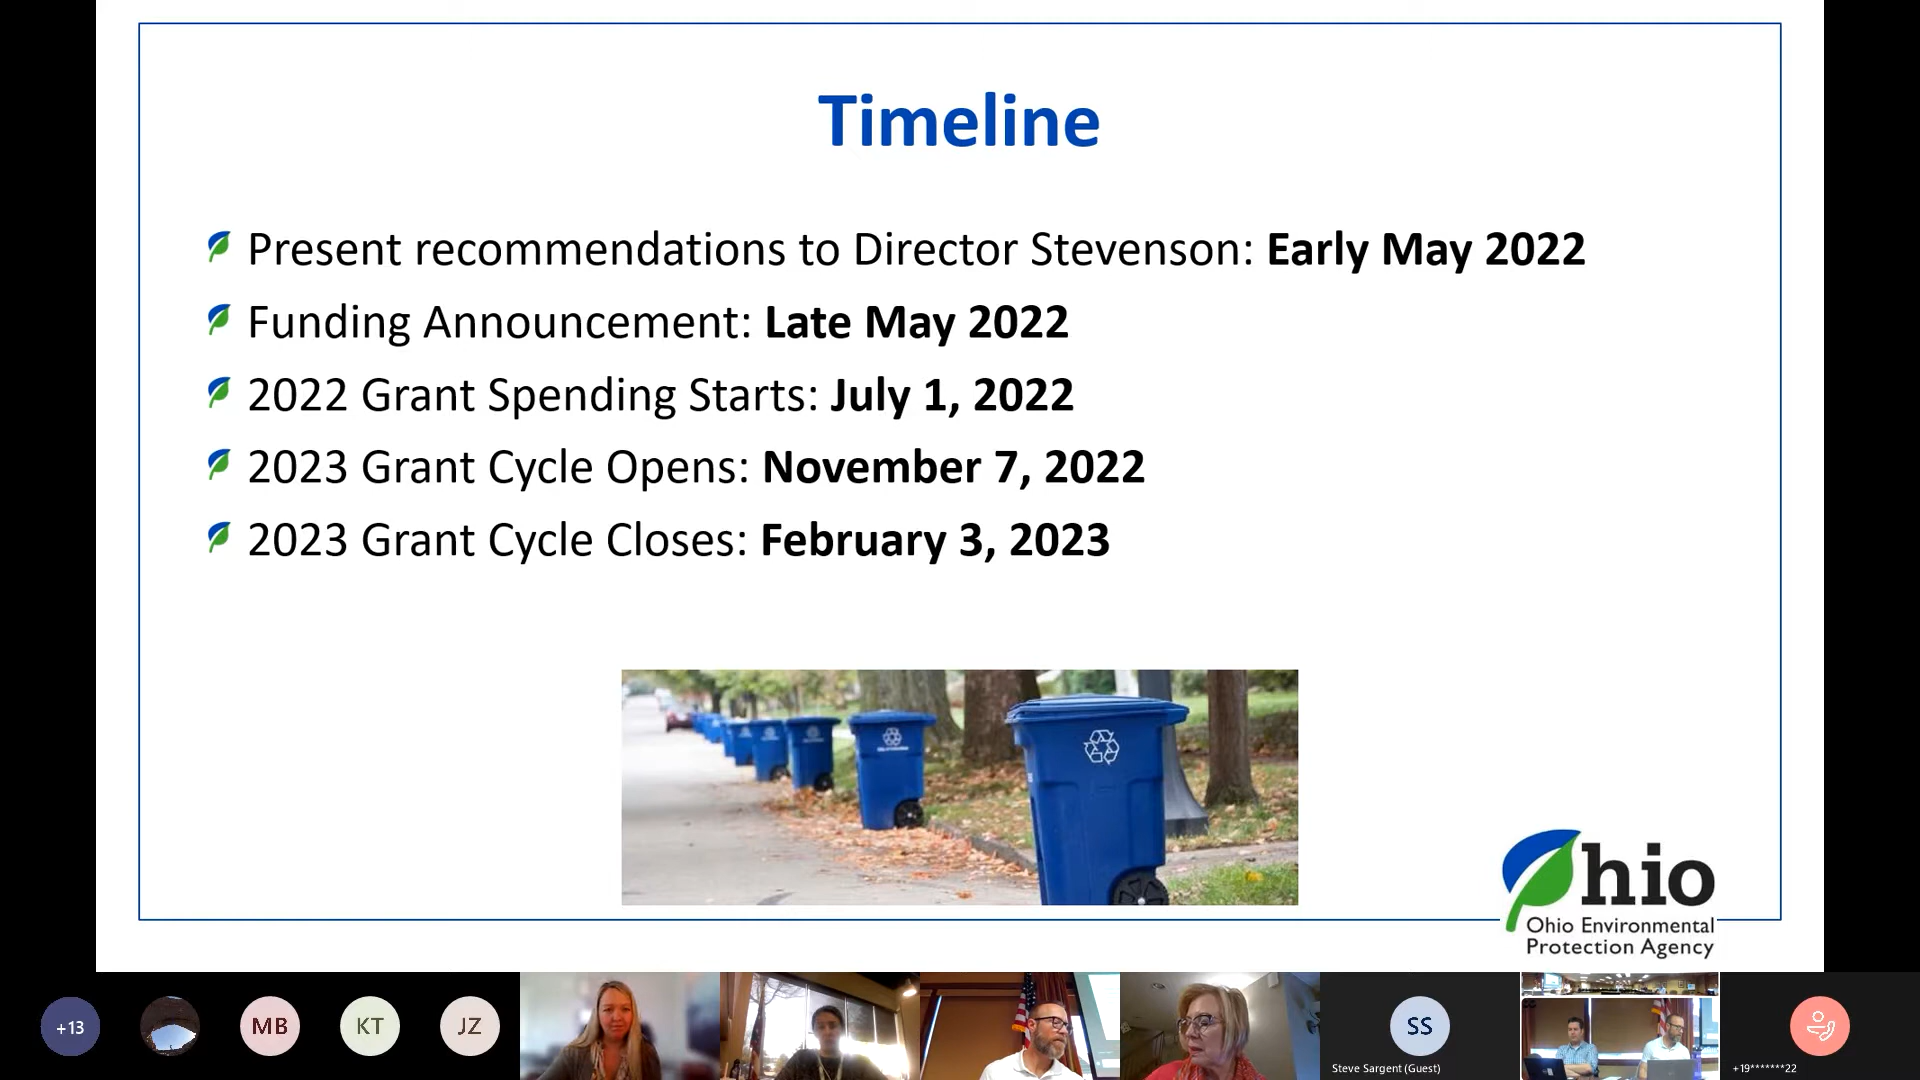 Timeline
Present recommendations to Director Stevenson: Early May 2022
Funding Announcement: Late May 2022
2022 Grant Spending Starts: July 1, 2022
2023 Grant Cycle Opens: November 7, 2022
2023 Grant Cycle Closes: February 3, 2023
Ohio
Ohio Environmental
Protection Agency
+13
MB
KT
JZ
SS
Steve Sargent (Guest)
+19*******22